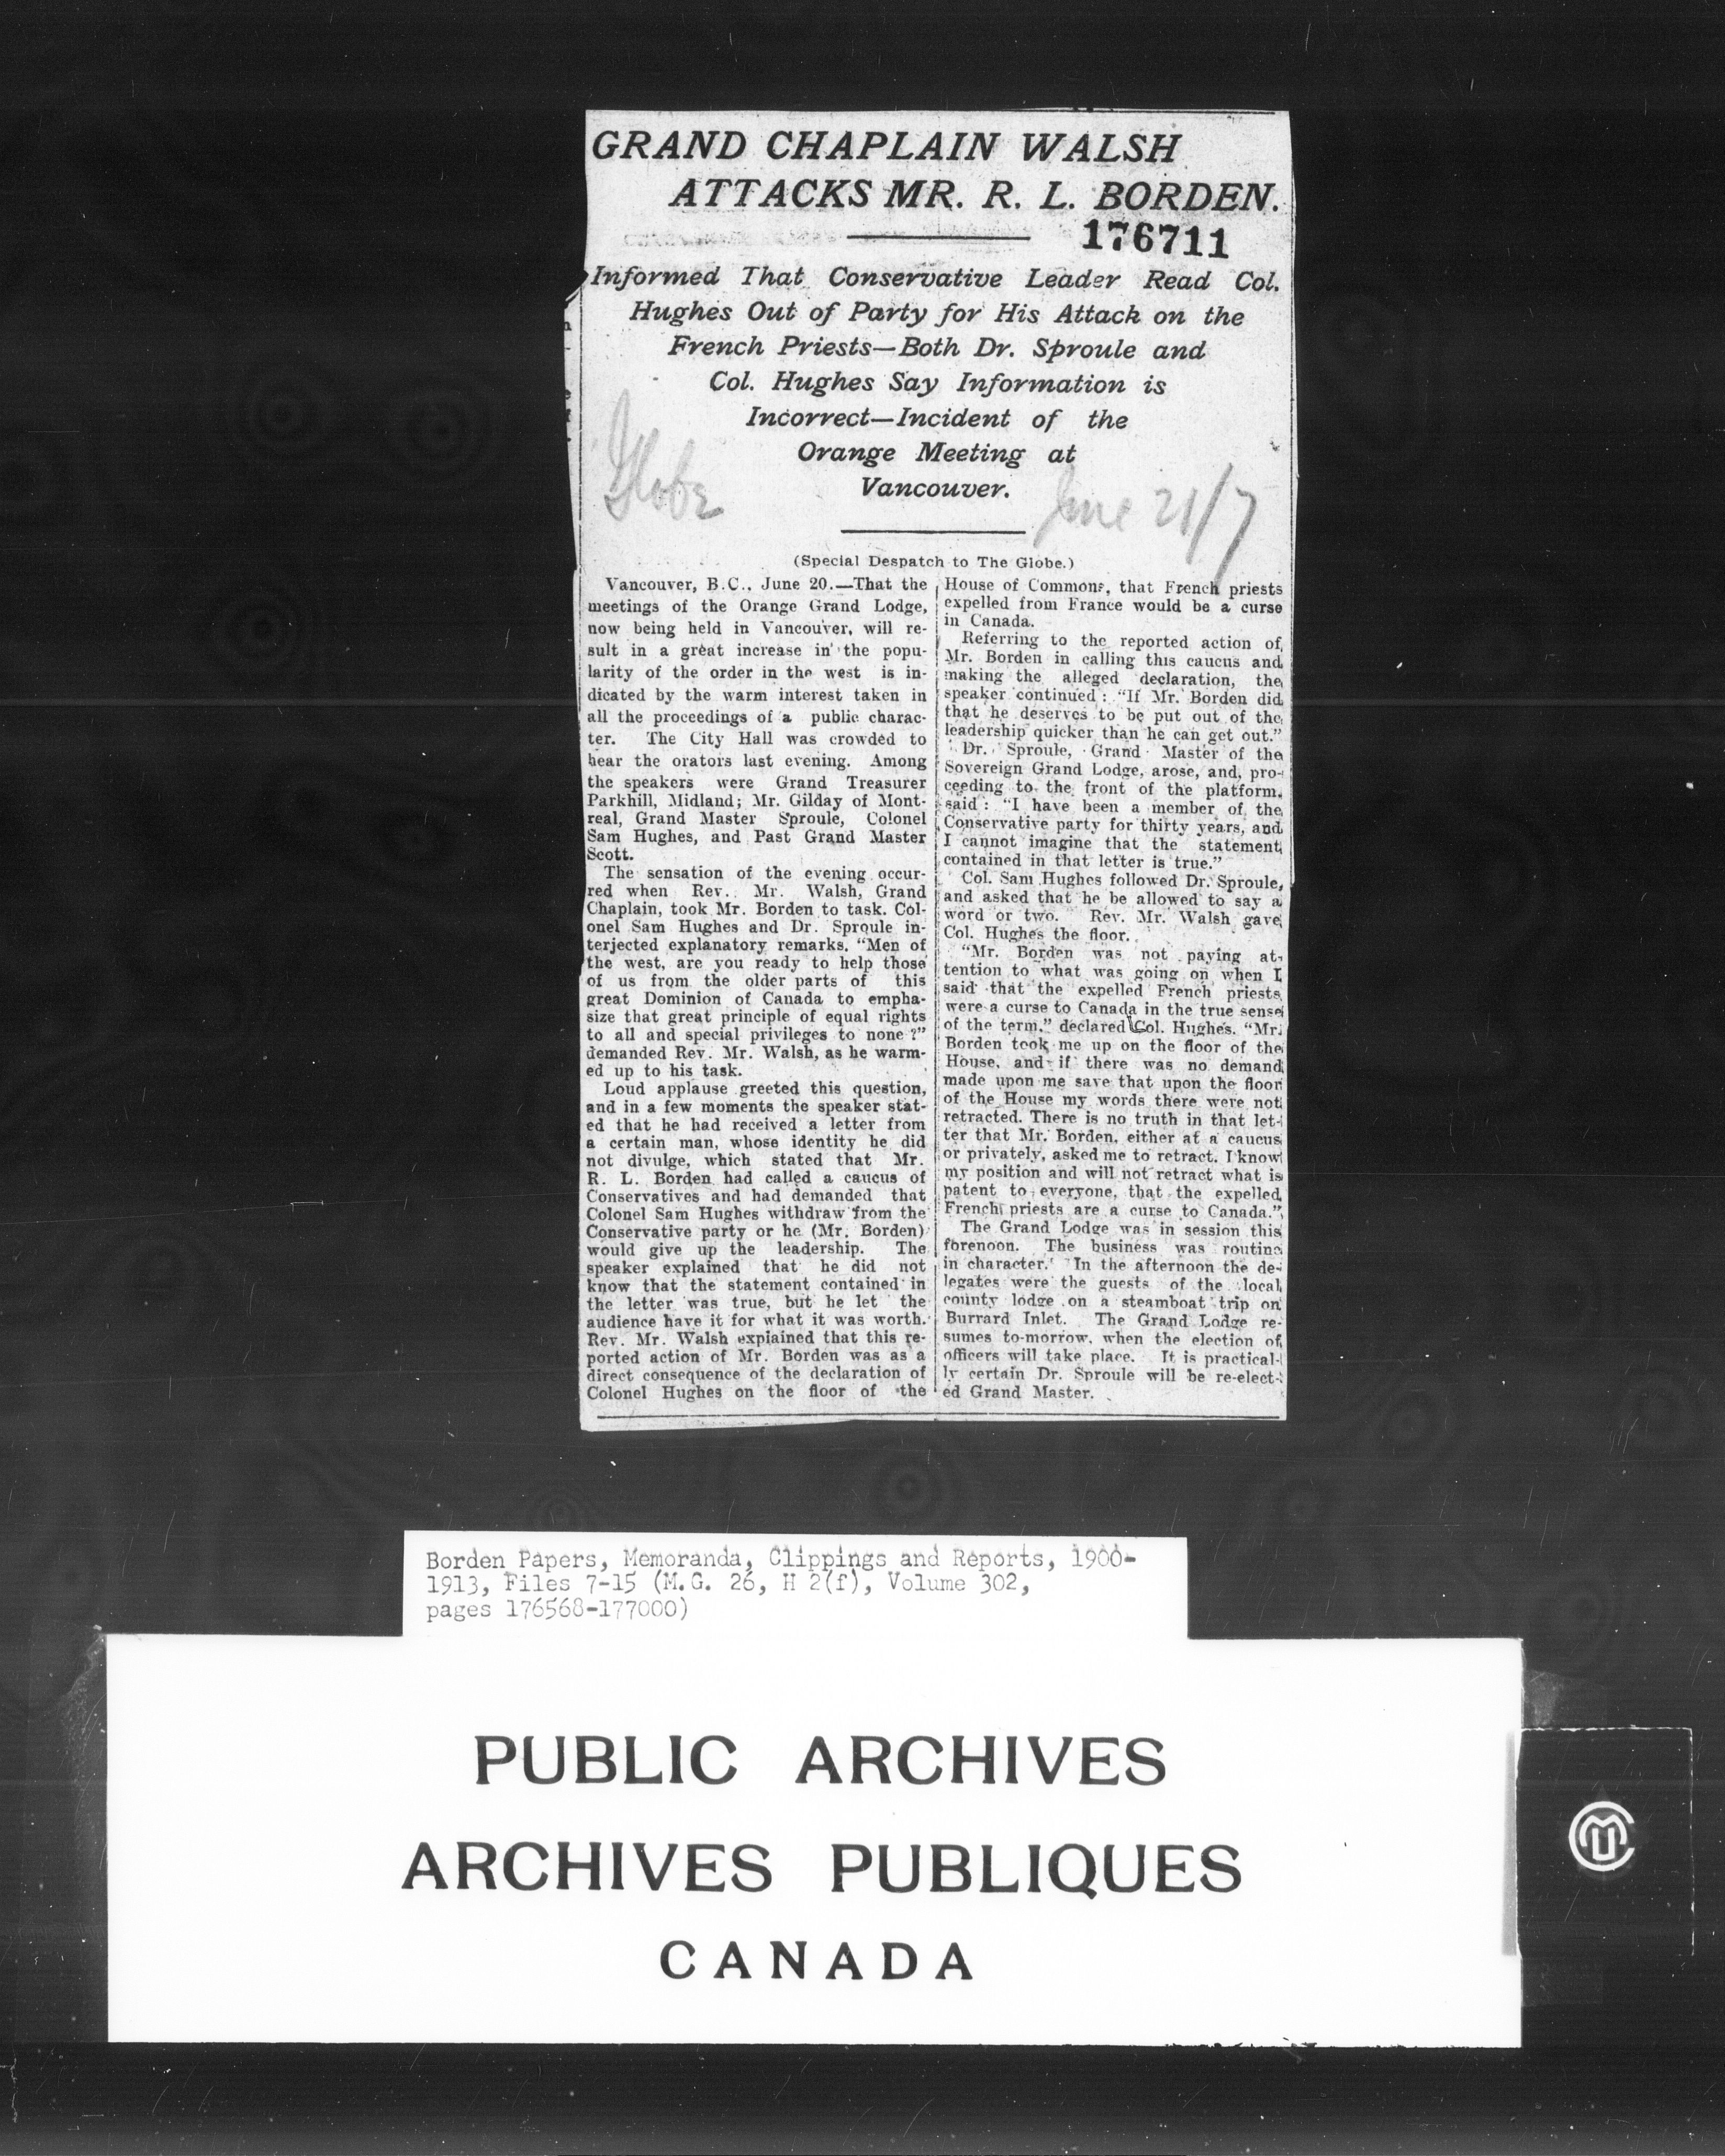 GRAND CHAPLAIN WALSH
ATTACKS MR. R. L. BORDEN.
176711
Informed That Conservative Leader Read Col.
Hughes Out of Party for His Attack on the
French Priests—Both Dr. Sproule and
Col. Hughes Say Information is
Incorrect—Incident of the
Orange Meeting at
Vancouver.
Globe
June 21/7
(Special Despatch to The Globe.)
Vancouver, B.C., June 20.—That the
meetings of the Orange Grand Lodge,
now being held in Vancouver, will re-
sult in a great increase in the popu-
larity of the order in the west is in-
dicated by the warm interest taken in
all the proceedings of a public charac-
ter. The City Hall was crowded to
hear the orators last evening. Among
the speakers were Grand Treasurer
Parkhill, Midland; Mr. Gilday of Mont-
real, Grand Master Sproule, Colonel
Sam Hughes, and Past Grand Master
Scott.
The sensation of the evening occur-
red when Rev. Mr. Walsh, Grand
Chaplain, took Mr. Borden to task. Col-
onel Sam Hughes and Dr. Sproule in-
terjected explanatory remarks. "Men of
the west, are you ready to help those
of us from the older parts of this
great Dominion of Canada to empha-
size that great principle of equal rights
to all and special privileges to none?"
demanded Rev. Mr. Walsh, as he warm-
ed up to his task.
Loud applause greeted this question,
and in a few moments the speaker stat-
ed that he had received a letter from
a certain man, whose identity he did
not divulge, which stated that Mr.
R. L. Borden had called a caucus of
Conservatives and had demanded that
Colonel Sam Hughes withdraw from the
Conservative party or he (Mr. Borden)
would give up the leadership. The
speaker explained that he did not
know that the statement contained in
the letter was true, but he let the
audience have it for what it was worth.
Rev. Mr. Walsh explained that this re-
ported action of Mr. Borden was as a
direct consequence of the declaration of
Colonel Hughes on the floor of the
House of Commons, that French priests
expelled from France would be a curse
in Canada.
Referring to the reported action of
Mr. Borden in calling this caucus and
making the alleged declaration, the
speaker continued: "If Mr. Borden did
that he deserves to be put out of the
leadership quicker than he can get out."
Dr. Sproule, Grand Master of the
Sovereign Grand Lodge, arose, and, pro-
ceeding to the front of the platform,
said: "I have been a member of the
Conservative party for thirty years, and
I cannot imagine that the statement
contained in that letter is true."
Col. Sam Hughes followed Dr. Sproule,
and asked that he be allowed to say a
word or two. Rev. Mr. Walsh gave
Col. Hughes the floor.
"Mr. Borden was not paying at-
tention to what was going on when I
said that the expelled French priests
were a curse to Canada in the true sense
of the term," declared Col. Hughes. "Mr.
Borden took me up on the floor of the
House, and if there was no demand
made upon me save that upon the floor
of the House my words there were not
retracted. There is no truth in that let-
ter that Mr. Borden, either at a caucus
or privately, asked me to retract. I know
my position and will not retract what is
patent to everyone, that the expelled
French priests are a curse to Canada."
The Grand Lodge was in session this
forenoon. The business was routine
in character. In the afternoon the de-
legates were the guests of the local
county lodge on a steamboat trip on
Burrard Inlet. The Grand Lodge re-
sumes to-morrow, when the election of
officers will take place. It is practical-
ly certain Dr. Sproule will be re-elect-
ed Grand Master.
Borden Papers, Memoranda, Clippings and Reports, 1900-
1913, Files 7-15 (M.G. 26, H 2(f), Volume 302,
pages 176568-177000)
PUBLIC ARCHIVES
ARCHIVES PUBLIQUES
CANADA